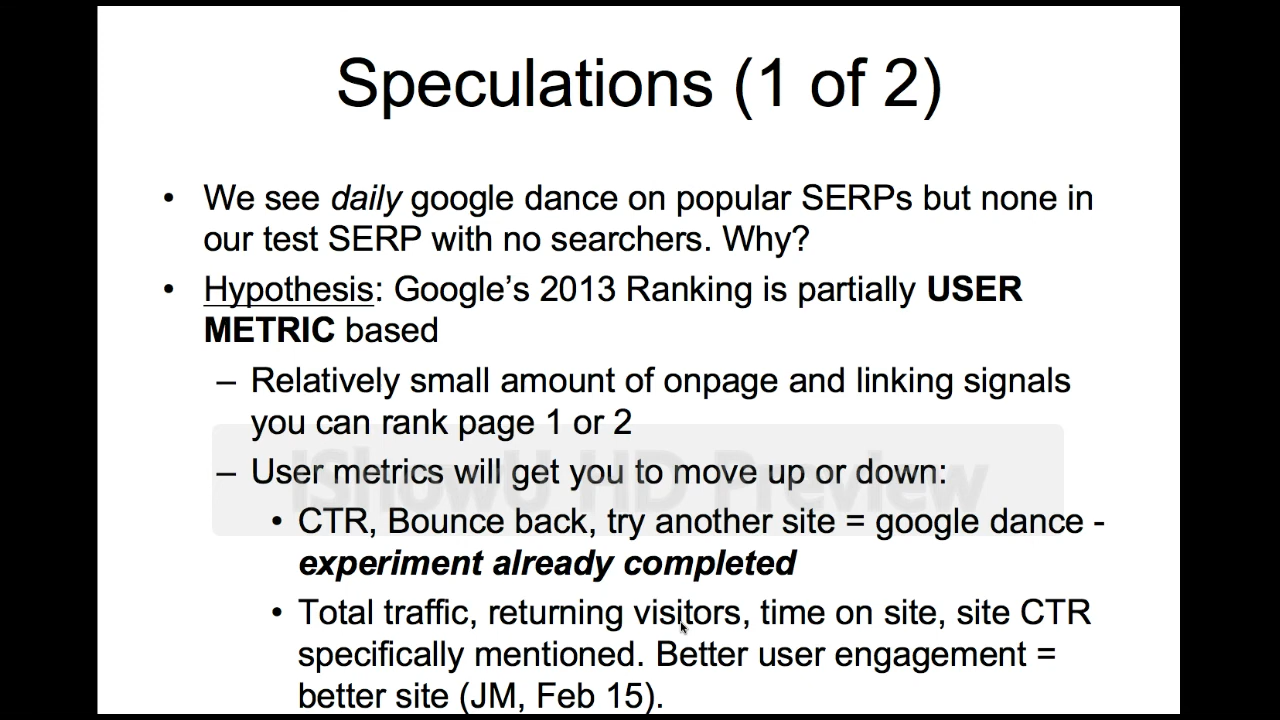 Speculations (1 of 2)
• We see daily google dance on popular SERPs but none in
our test SERP with no searchers. Why?
• Hypothesis: Google's 2013 Ranking is partially USER
METRIC based
– Relatively small amount of onpage and linking signals
you can rank page 1 or 2
– User metrics will get you to move up or down:
iShowU HD Preview
• CTR, Bounce back, try another site = google dance -
experiment already completed
• Total traffic, returning visitors, time on site, site CTR
specifically mentioned. Better user engagement =
better site (JM, Feb 15).